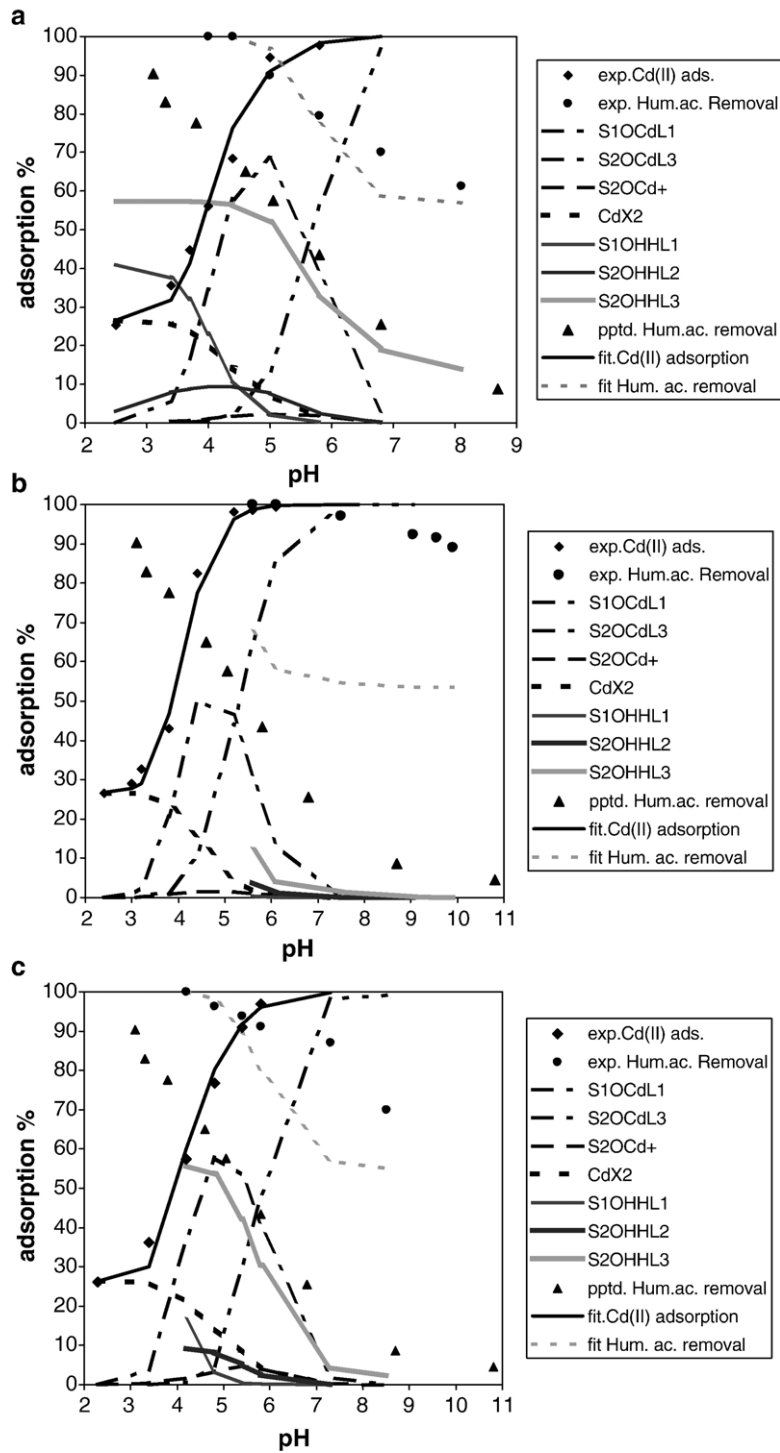 a
100
90
80
70
60
50
40
30
20
10
0
adsorption %
2 3 4 5 6 7 8 9
pH
exp.Cd(II) ads.
exp. Hum.ac. Removal
S1OCdL1
S2OCdL3
S2OCd+
CdX2
S1OHHL1
S2OHHL2
S2OHHL3
pptd. Hum.ac. removal
fit.Cd(II) adsorption
fit Hum. ac. removal
b
100
90
80
70
60
50
40
30
20
10
0
adsorption %
2 3 4 5 6 7 8 9 10 11
pH
exp.Cd(II) ads.
exp. Hum.ac. Removal
S1OCdL1
S2OCdL3
S2OCd+
CdX2
S1OHHL1
S2OHHL2
S2OHHL3
pptd. Hum.ac. removal
fit.Cd(II) adsorption
fit Hum. ac. removal
c
100
90
80
70
60
50
40
30
20
10
0
adsorption %
2 3 4 5 6 7 8 9 10 11
pH
exp.Cd(II) ads.
exp. Hum.ac. Removal
S1OCdL1
S2OCdL3
S2OCd+
CdX2
S1OHHL1
S2OHHL2
S2OHHL3
pptd. Hum.ac. removal
fit.Cd(II) adsorption
fit Hum. ac. removal